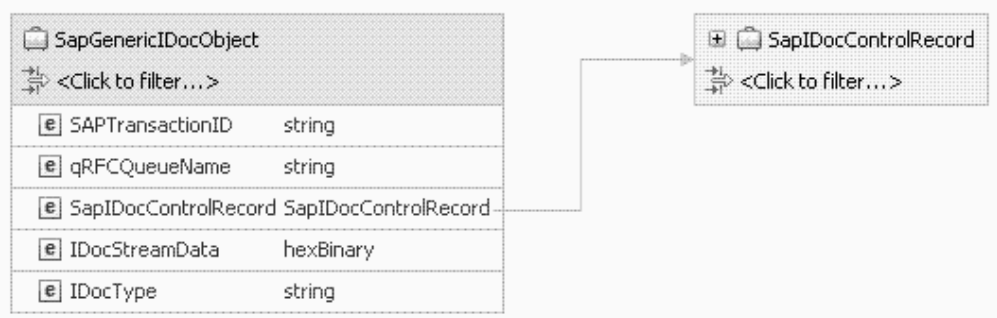 SapGenericIDocObject
<Click to filter...>
e SAPTransactionID string
e qRFCQueueName string
e SapIDocControlRecord SapIDocControlRecord
e IDocStreamData hexBinary
e IDocType string
SapIDocControlRecord
<Click to filter...>